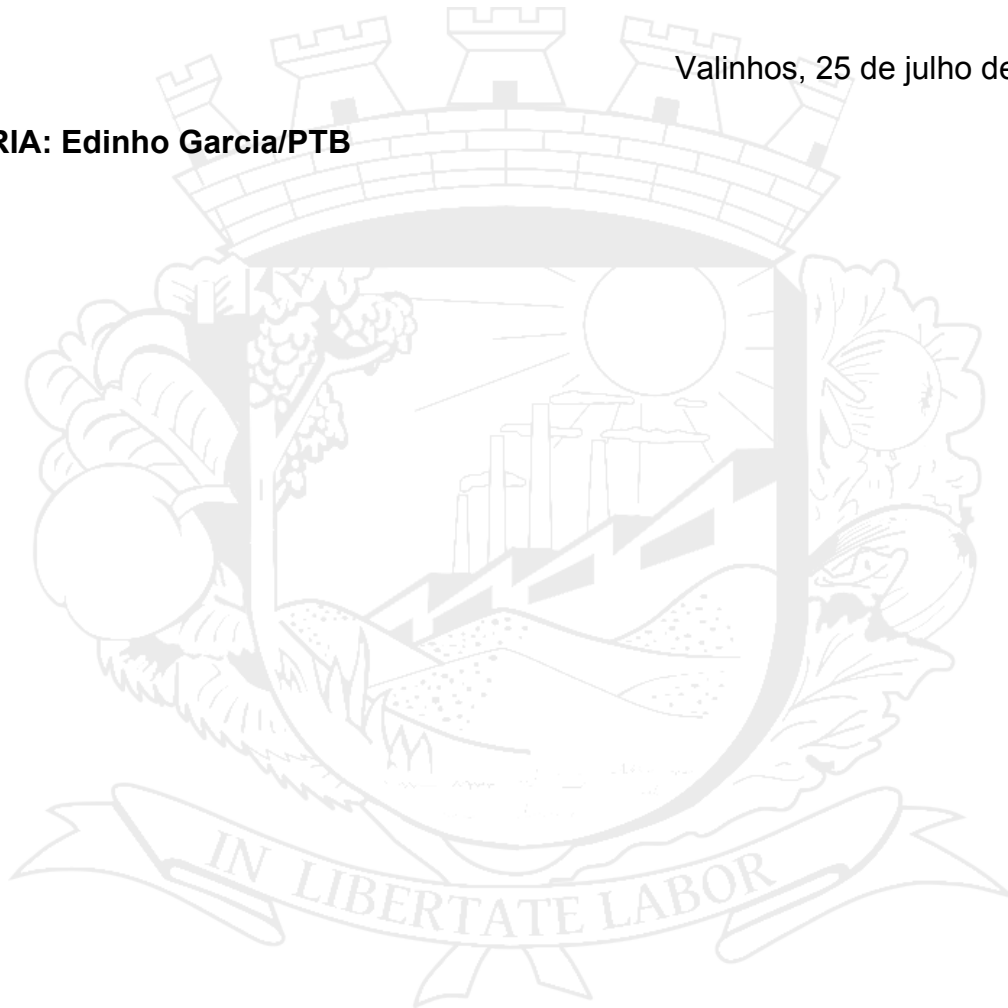 Valinhos, 25 de julho de
RIA: Edinho Garcia/PTB
IN LIBERTATE LABOR